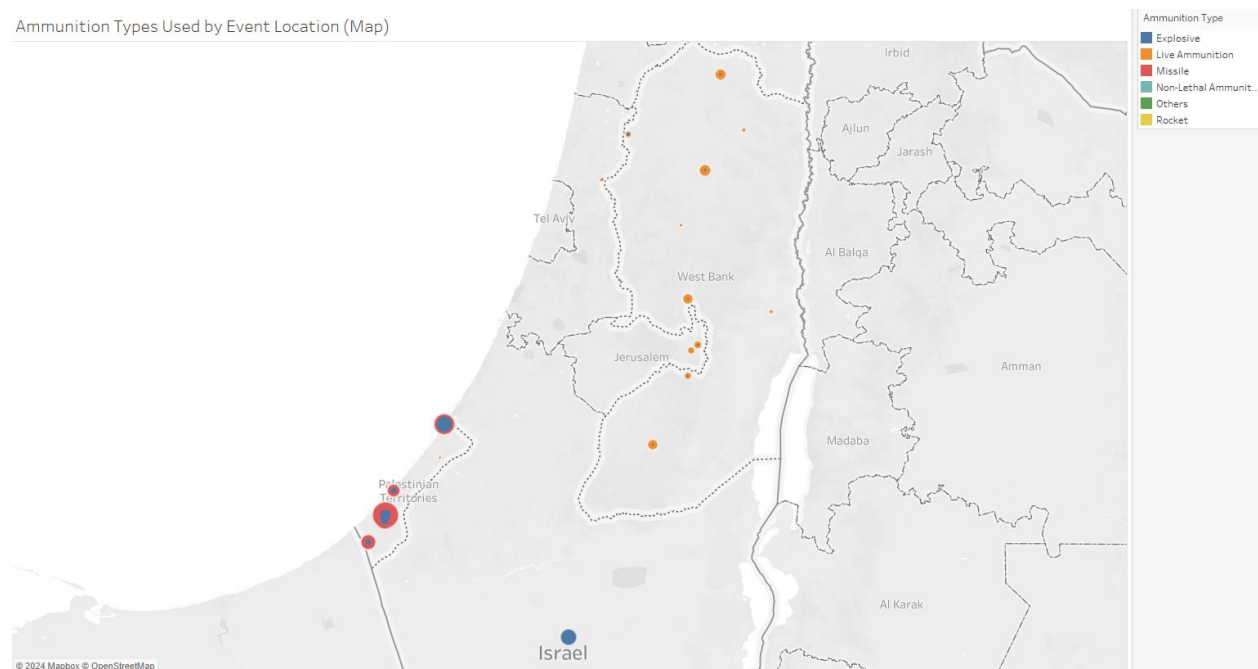 Ammunition Types Used by Event Location (Map)
Ammunition Type
Explosive
Live Ammunition
Missile
Non-Lethal Ammunit...
Others
Rocket
Irbid
Ajlun
Jarash
Tel Aviv
Al Balqa
West Bank
Jerusalem
Amman
Madaba
Palestinian
Territories
Al Karak
Israel
© 2024 Mapbox © OpenStreetMap